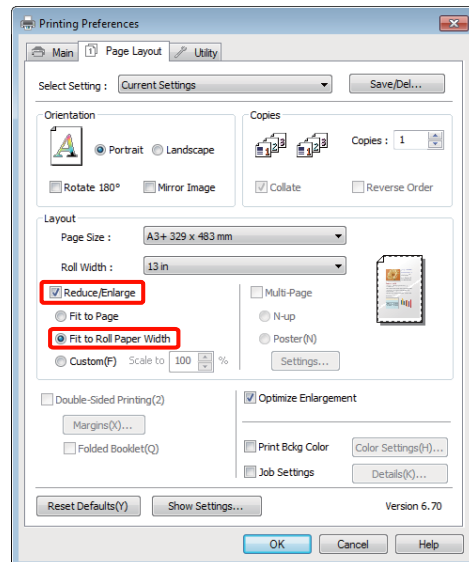 Printing Preferences
Main Page Layout Utility
Select Setting : Current Settings Save/Del...
Orientation Copies
Portrait Landscape Copies : 1
Rotate 180° Mirror Image Collate Reverse Order
Layout
Page Size : A3+ 329 x 483 mm
Roll Width : 13 in
Reduce/Enlarge Multi-Page
Fit to Page N-up
Fit to Roll Paper Width Poster(N)
Custom(F) Scale to 100 % Settings...
Double-Sided Printing(2) Optimize Enlargement
Margins(X)...
Folded Booklet(Q) Print Bckg Color Color Settings(H)...
Job Settings Details(K)...
Reset Defaults(Y) Show Settings... Version 6.70
OK Cancel Help